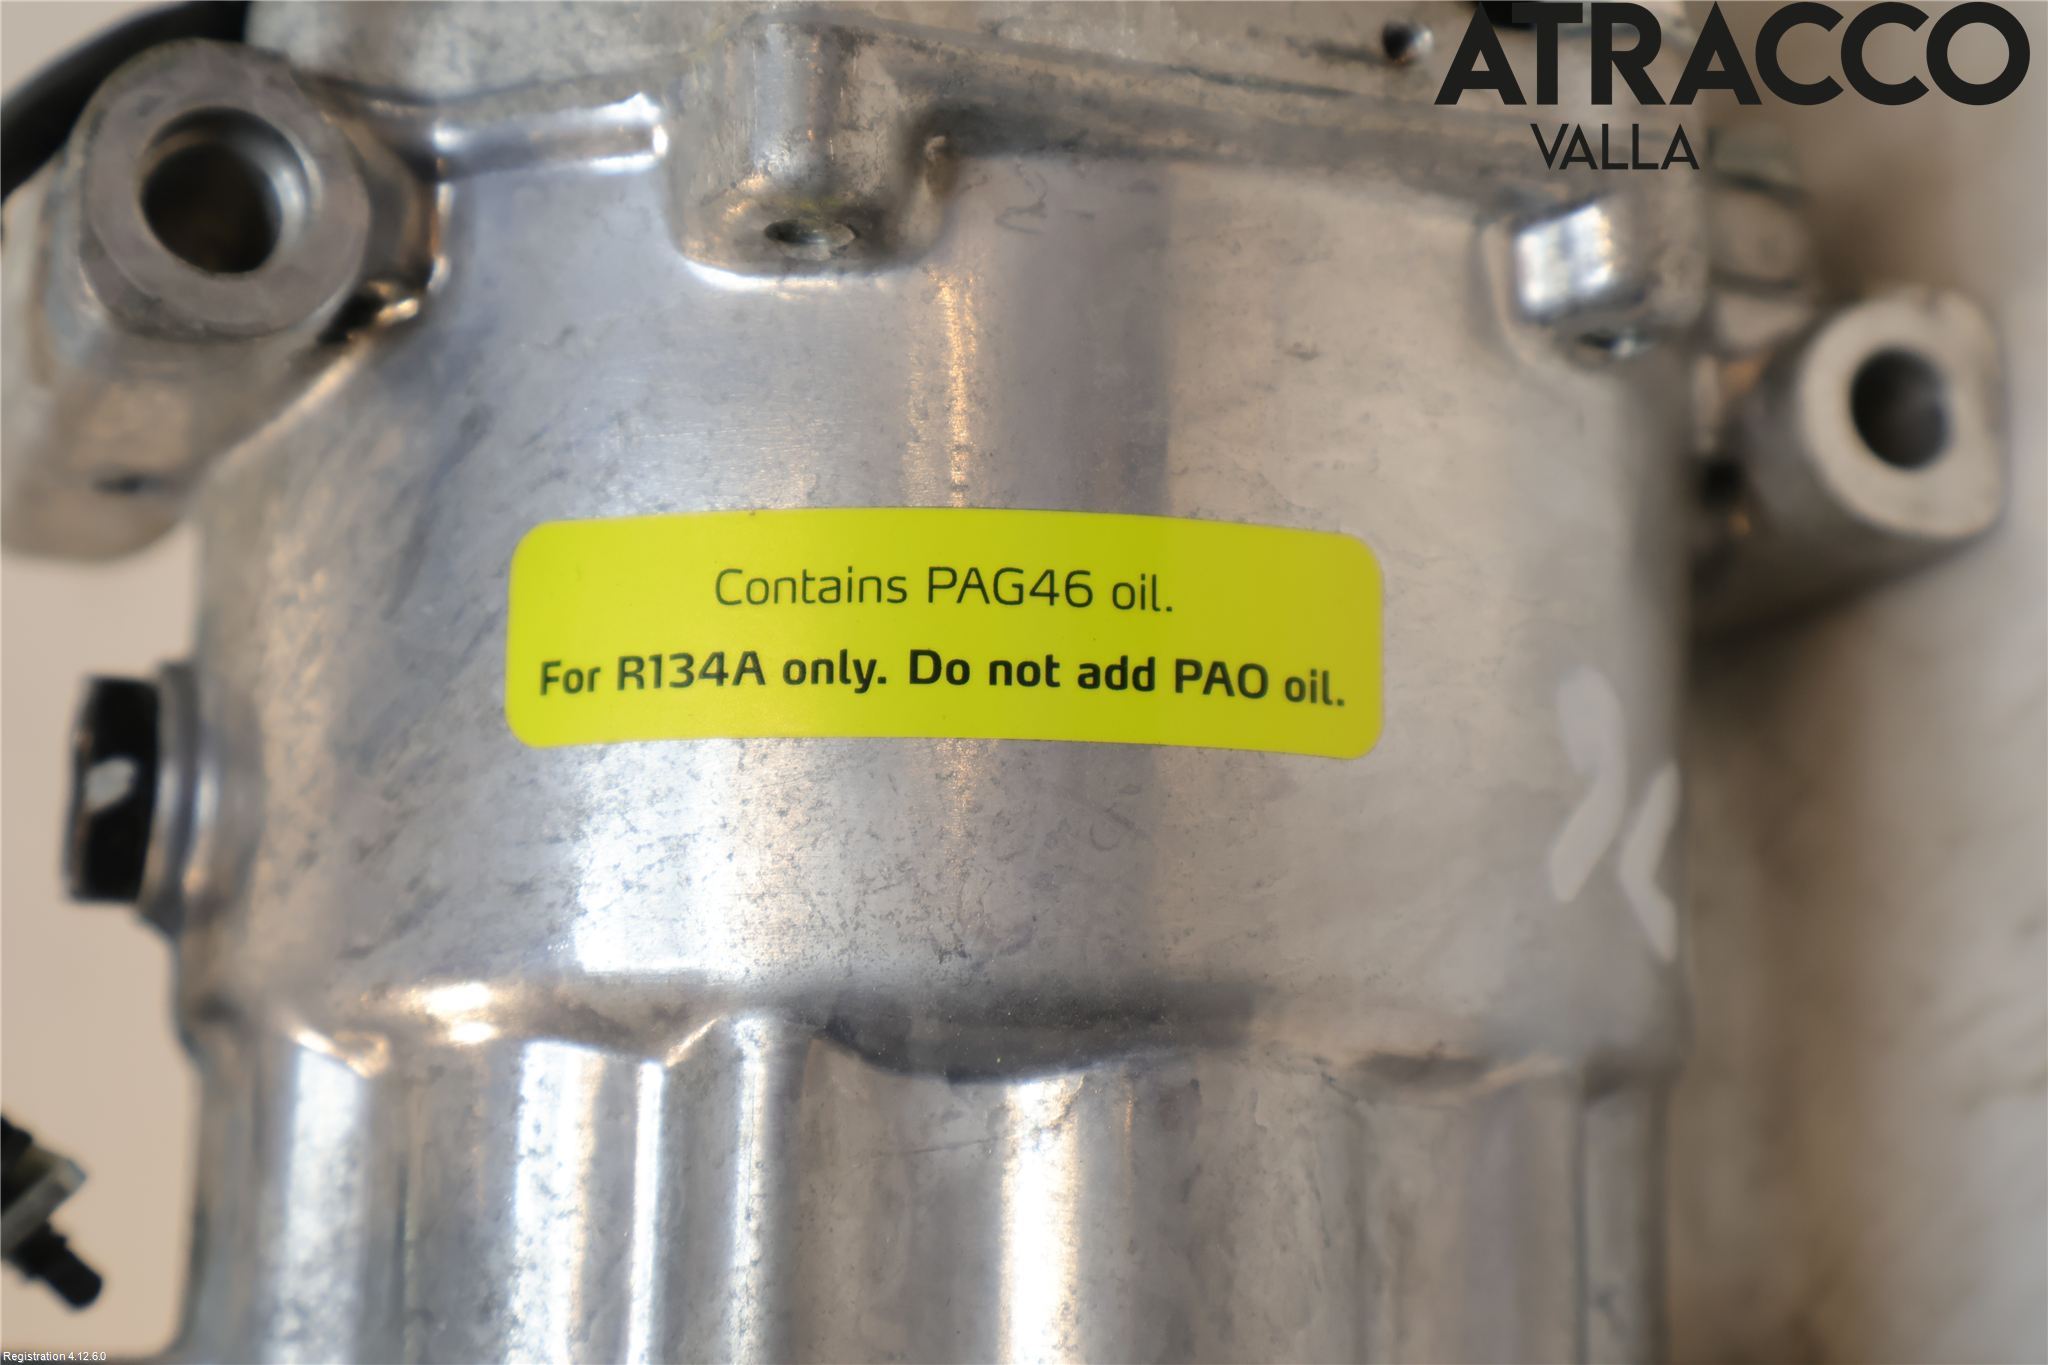 ATRACCO
VALLA
Contains PAG46 oil.
For R134A only. Do not add PAO oil.
Registration 4.12.6.0